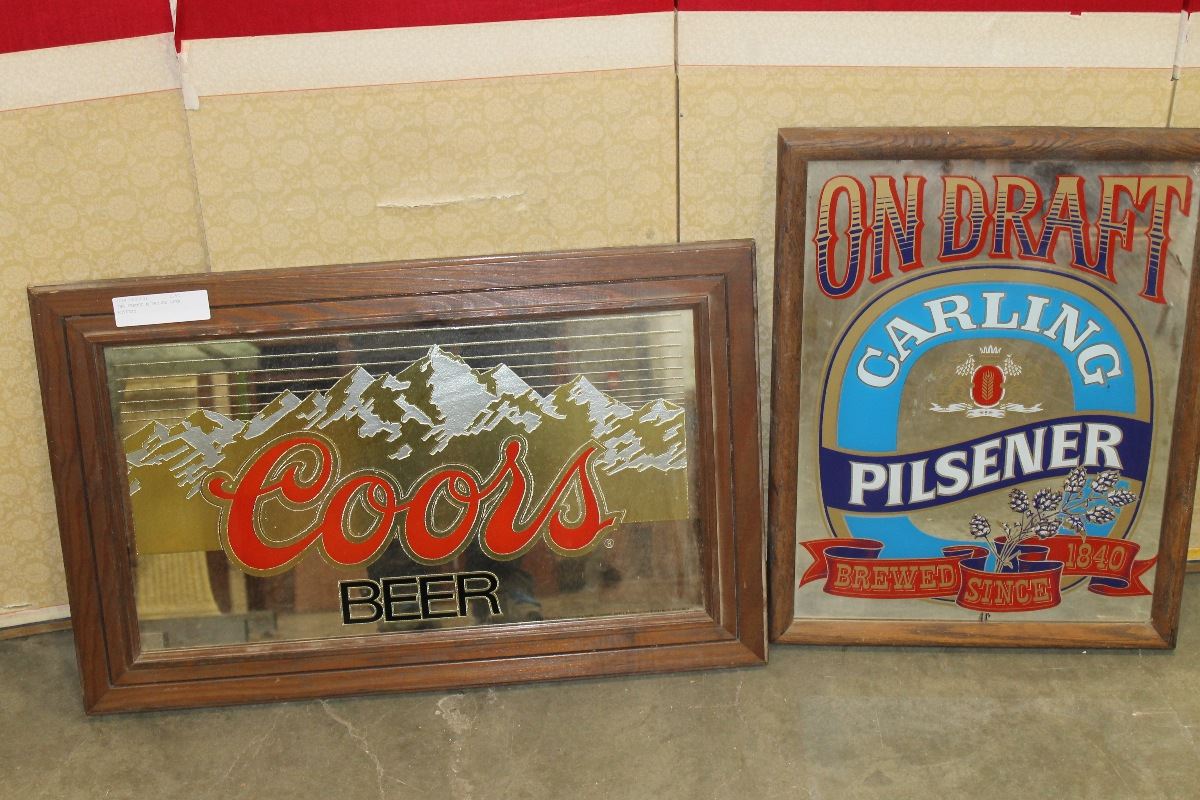 Coors
®
BEER
ON DRAFT
CARLING
PILSENER
BREWED SINCE 1840